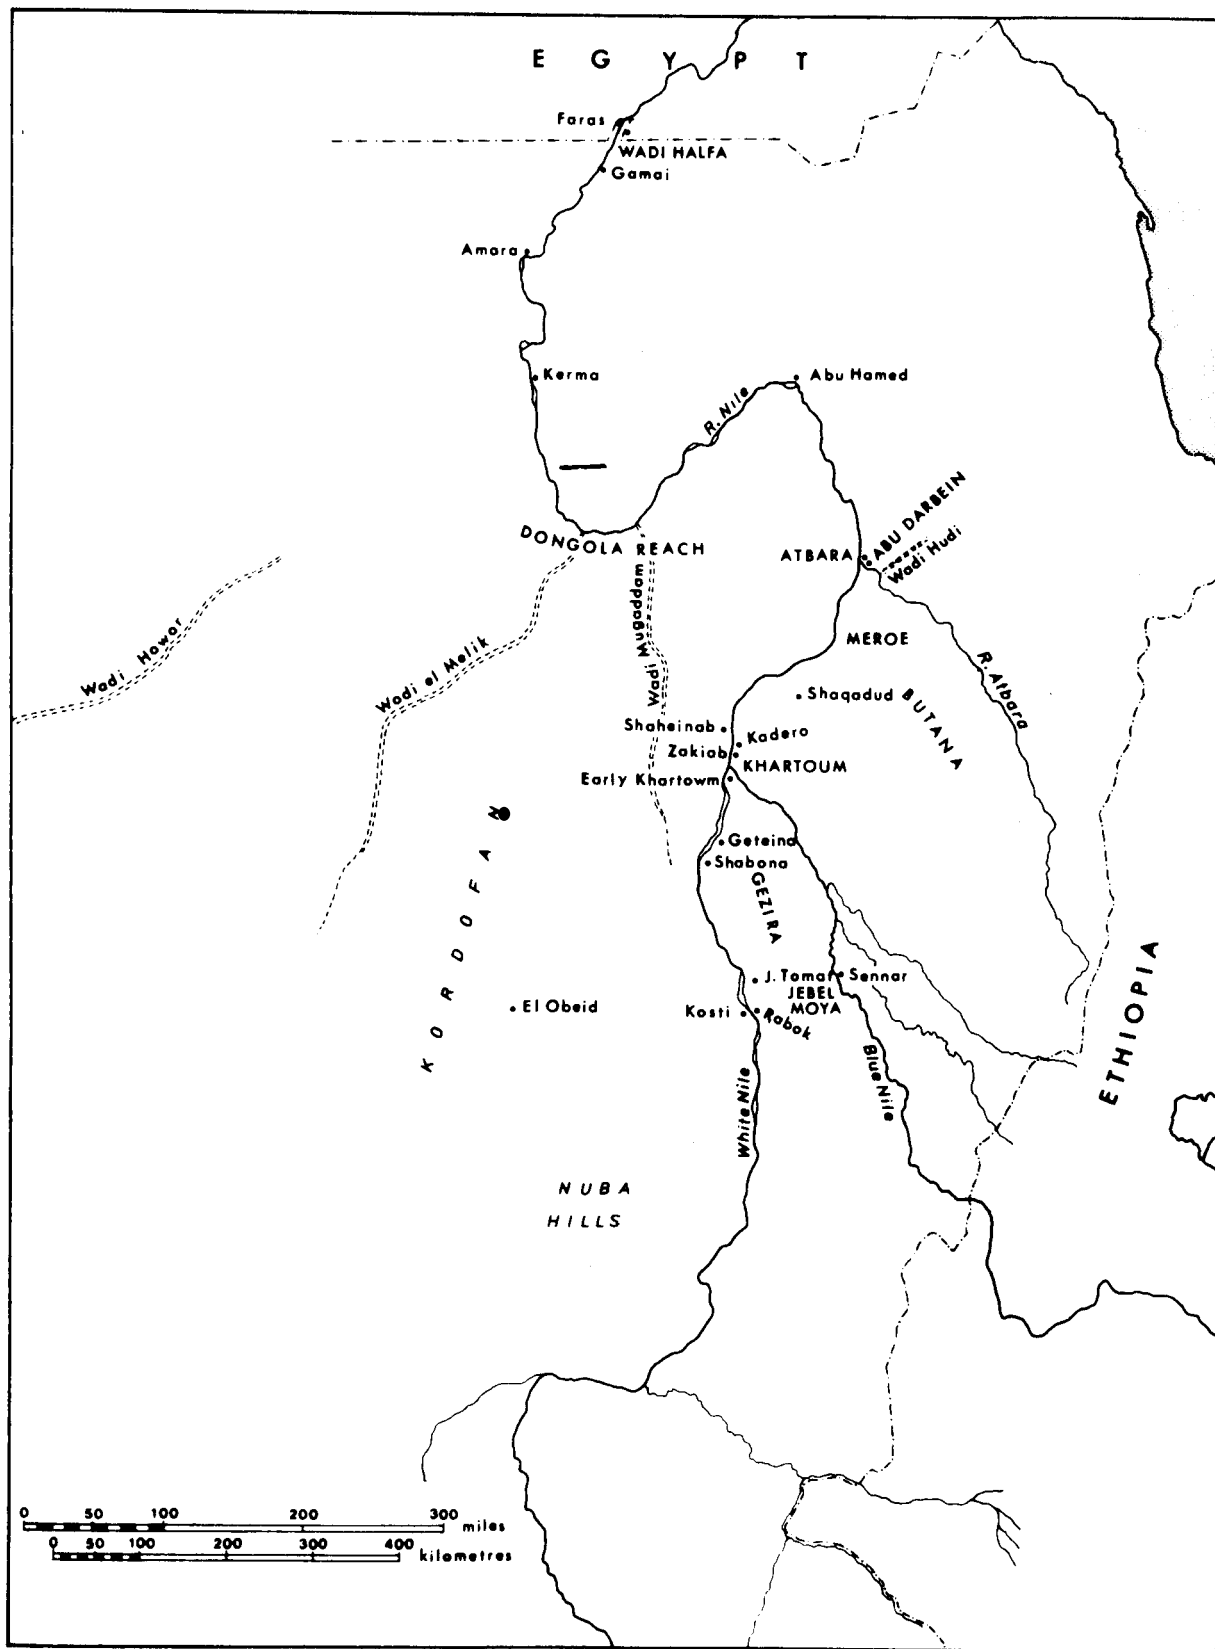 EGYPT
Faras
WADI HALFA
Gamai
Amara
Kerma
Abu Hamed
R. Nile
DONGOLA REACH
ATBARA
ABU DARBEIN
Wadi Hudi
Wadi Howar
Wadi el Melik
Wadi Mugaddam
MEROE
R. Atbara
Shaqadud
BUTANA
Shaheinab
Kadero
Zakiab
KHARTOUM
Early Khartowm
KORDOFAN
Geteina
Shabona
GEZIRA
J. Tomat
Sennar
JEBEL
MOYA
El Obeid
Kosti
Rabak
ETHIOPIA
White Nile
Blue Nile
NUBA
HILLS
0 50 100 200 300
miles
0 50 100 200 300 400
kilometres